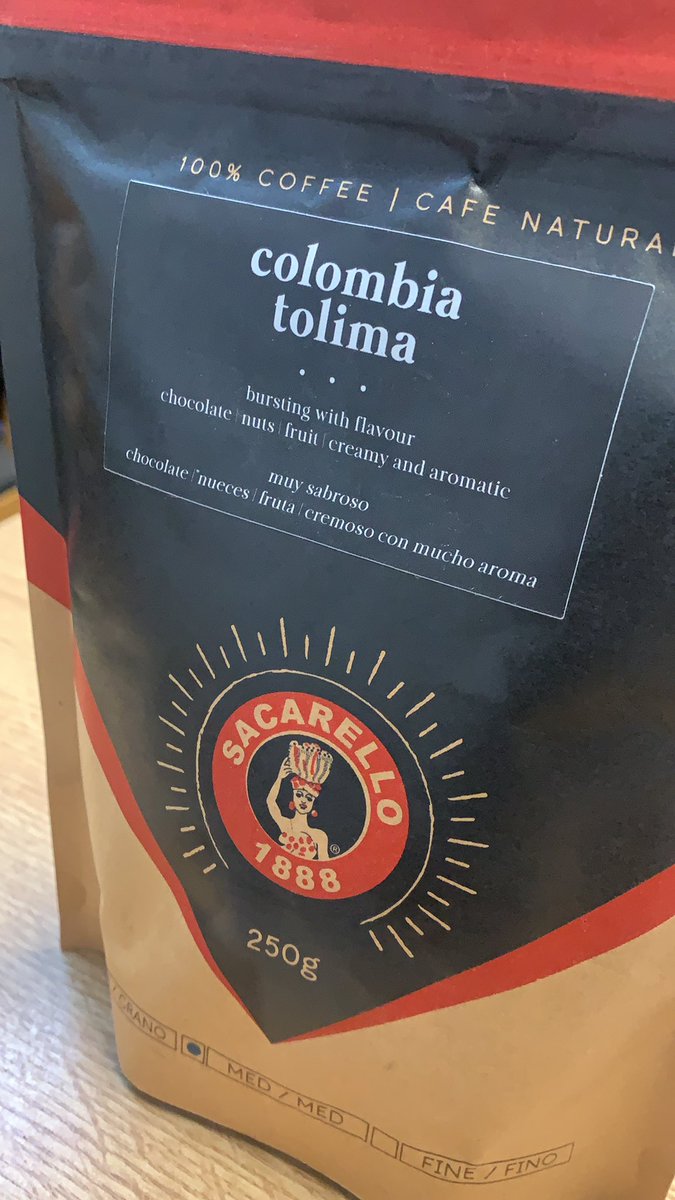 100% COFFEE | CAFE NATURAL
colombia
tolima
bursting with flavour
chocolate | nuts | fruit | creamy and aromatic
muy sabroso
chocolate | nueces | fruta | cremoso con mucho aroma
SACARELLO
®
1888
250g
/ GRANO MED / MED FINE / FINO